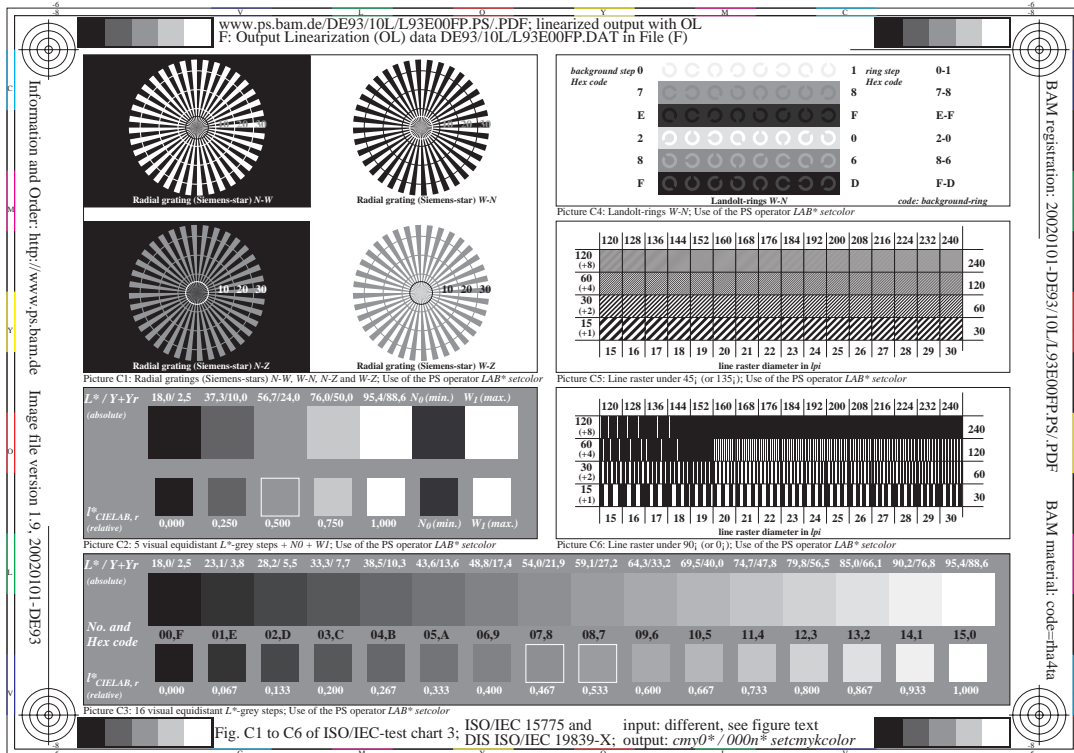 www.ps.bam.de/DE93/10L/L93E00FP.PS/.PDF; linearized output with OL
F: Output Linearization (OL) data DE93/10L/L93E00FP.DAT in File (F)
Information and Order: http://www.ps.bam.de Image file version 1.9, 20020101-DE93
BAM registration: 20020101-DE93/10L/L93E00FP.PS/.PDF BAM material: code=rha4ta
10 20 30
10 20 30
Radial grating (Siemens-star) N-W
Radial grating (Siemens-star) W-N
10 20 30
10 20 30
Radial grating (Siemens-star) N-Z
Radial grating (Siemens-star) W-Z
Picture C1: Radial gratings (Siemens-stars) N-W, W-N, N-Z and W-Z; Use of the PS operator LAB* setcolor
L* / Y+Yr 18,0/ 2,5 37,3/10,0 56,7/24,0 76,0/50,0 95,4/88,6 N0 (min.) W1 (max.)
(absolute)
l*CIELAB, r
(relative) 0,000 0,250 0,500 0,750 1,000 N0 (min.) W1 (max.)
Picture C2: 5 visual equidistant L*-grey steps + N0 + W1; Use of the PS operator LAB* setcolor
background step 0 1 ring step 0-1
Hex code Hex code
7 8 7-8
E F E-F
2 0 2-0
8 6 8-6
F D F-D
Landolt-rings W-N code: background-ring
Picture C4: Landolt-rings W-N; Use of the PS operator LAB* setcolor
120 128 136 144 152 160 168 176 184 192 200 208 216 224 232 240
120 (+8) 240
60 (+4) 120
30 (+2) 60
15 (+1) 30
15 16 17 18 19 20 21 22 23 24 25 26 27 28 29 30
line raster diameter in lpi
Picture C5: Line raster under 45¡ (or 135¡); Use of the PS operator LAB* setcolor
120 128 136 144 152 160 168 176 184 192 200 208 216 224 232 240
120 (+8) 240
60 (+4) 120
30 (+2) 60
15 (+1) 30
15 16 17 18 19 20 21 22 23 24 25 26 27 28 29 30
line raster diameter in lpi
Picture C6: Line raster under 90¡ (or 0¡); Use of the PS operator LAB* setcolor
L* / Y+Yr 18,0/ 2,5 23,1/ 3,8 28,2/ 5,5 33,3/ 7,7 38,5/10,3 43,6/13,6 48,8/17,4 54,0/21,9 59,1/27,2 64,3/33,2 69,5/40,0 74,7/47,8 79,8/56,5 85,0/66,1 90,2/76,8 95,4/88,6
(absolute)
No. and
Hex code 00,F 01,E 02,D 03,C 04,B 05,A 06,9 07,8 08,7 09,6 10,5 11,4 12,3 13,2 14,1 15,0
l*CIELAB, r
(relative) 0,000 0,067 0,133 0,200 0,267 0,333 0,400 0,467 0,533 0,600 0,667 0,733 0,800 0,867 0,933 1,000
Picture C3: 16 visual equidistant L*-grey steps; Use of the PS operator LAB* setcolor
Fig. C1 to C6 of ISO/IEC-test chart 3; ISO/IEC 15775 and input: different, see figure text
DIS ISO/IEC 19839-X; output: cmy0* / 000n* setcmykcolor